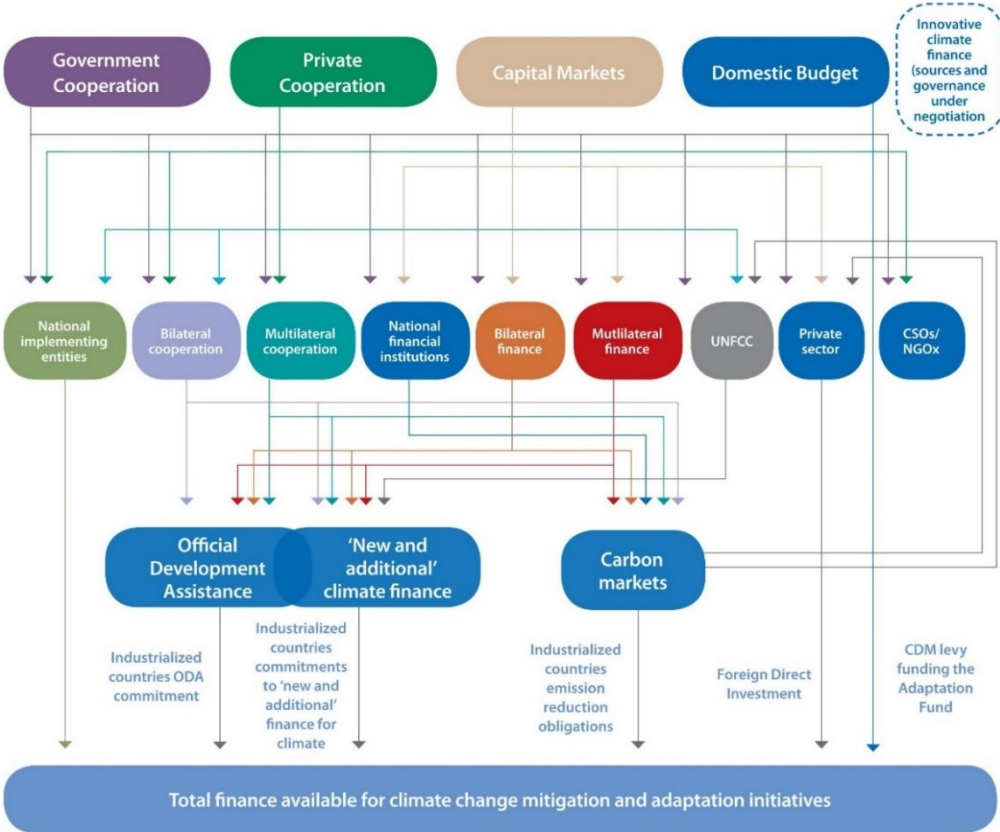 Government
Cooperation
Private
Cooperation
Capital Markets
Domestic Budget
Innovative
climate
finance
(sources and
governance
under
negotiation
National
implementing
entities
Bilateral
cooperation
Multilateral
cooperation
National
financial
institutions
Bilateral
finance
Mutlilateral
finance
UNFCC
Private
sector
CSOs/
NGOx
Official
Development
Assistance
‘New and
additional’
climate finance
Carbon
markets
Industrialized
countries ODA
commitment
Industrialized
countries
commitments
to ‘new and
additional’
finance for
climate
Industrialized
countries
emission
reduction
obligations
Foreign Direct
Investment
CDM levy
funding the
Adaptation
Fund
Total finance available for climate change mitigation and adaptation initiatives